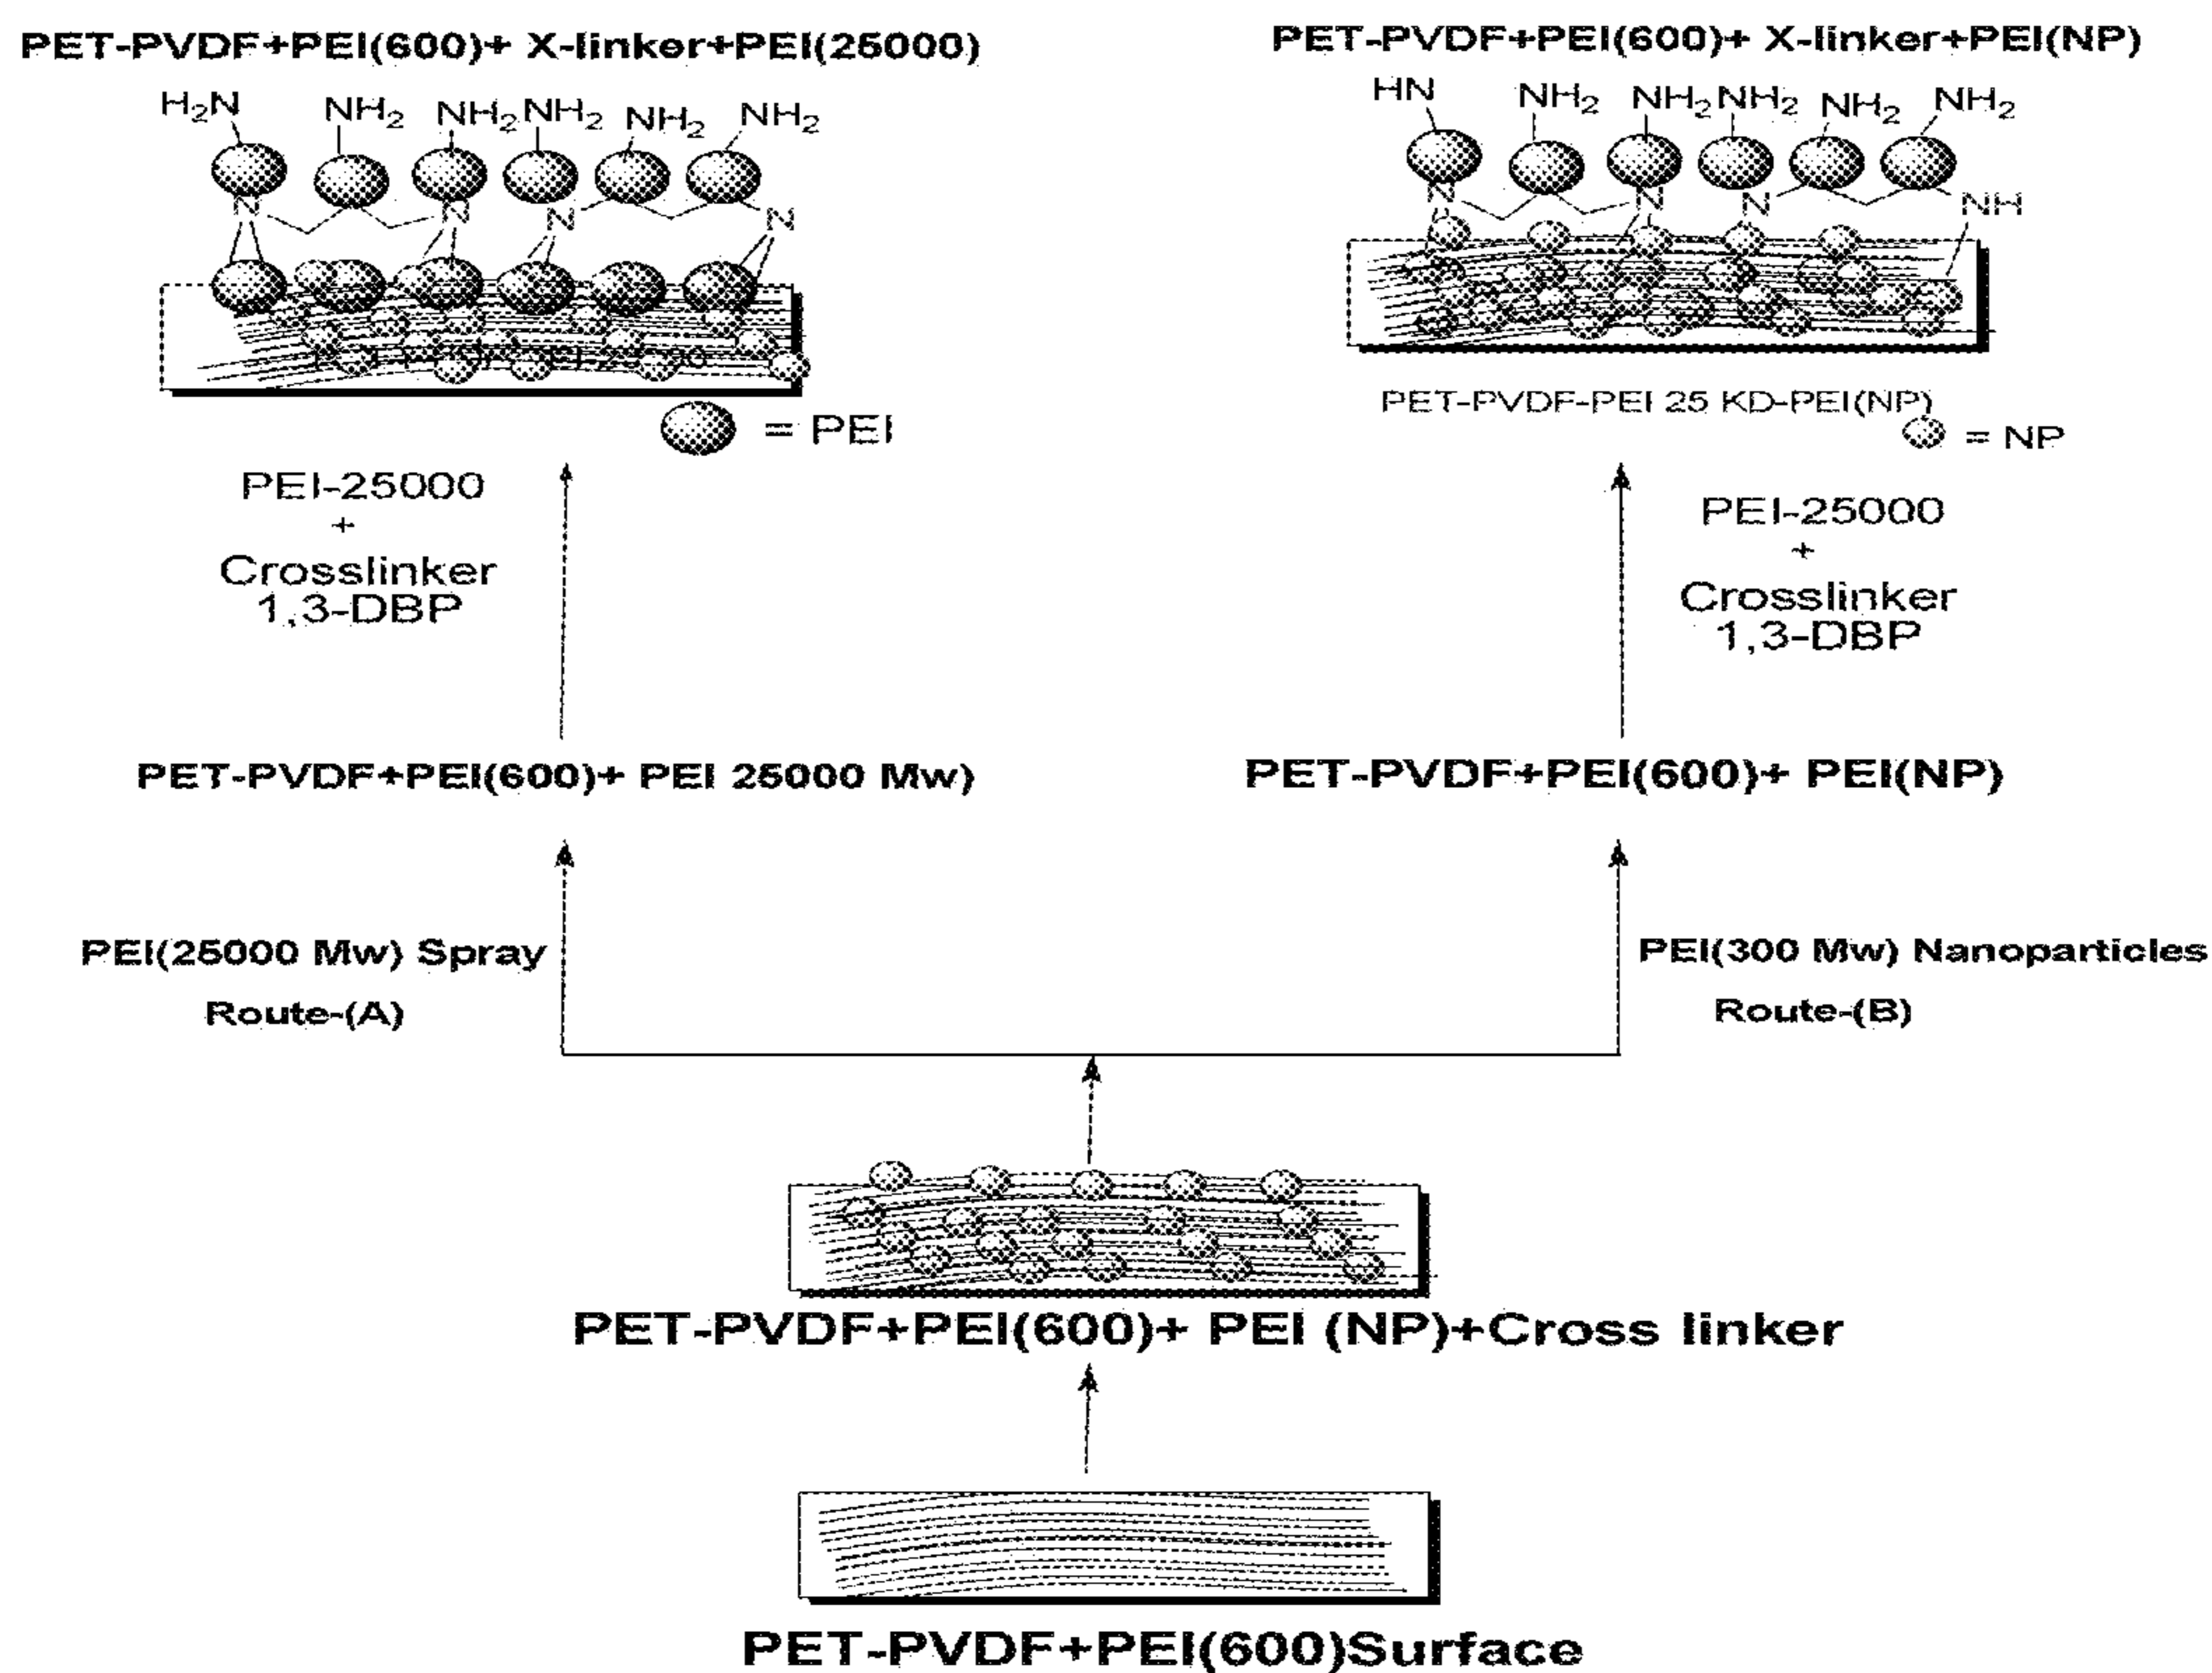 PET-PVDF+PEI(600)+ X-linker+PEI(25000)
H₂N NH₂ NH₂ NH₂ NH₂ NH₂
N N N N
= PEI
PEI-25000
+
Crosslinker
1,3-DBP
PET-PVDF+PEI(600)+ PEI 25000 Mw)
PEI(25000 Mw) Spray
Route-(A)
PET-PVDF+PEI(600)+ X-linker+PEI(NP)
HN NH₂ NH₂ NH₂ NH₂ NH₂
N N N NH
PET-PVDF-PEI 25 KD-PEI(NP)
= NP
PEI-25000
+
Crosslinker
1,3-DBP
PET-PVDF+PEI(600)+ PEI(NP)
PEI(300 Mw) Nanoparticles
Route-(B)
PET-PVDF+PEI(600)+ PEI (NP)+Cross linker
PET-PVDF+PEI(600)Surface